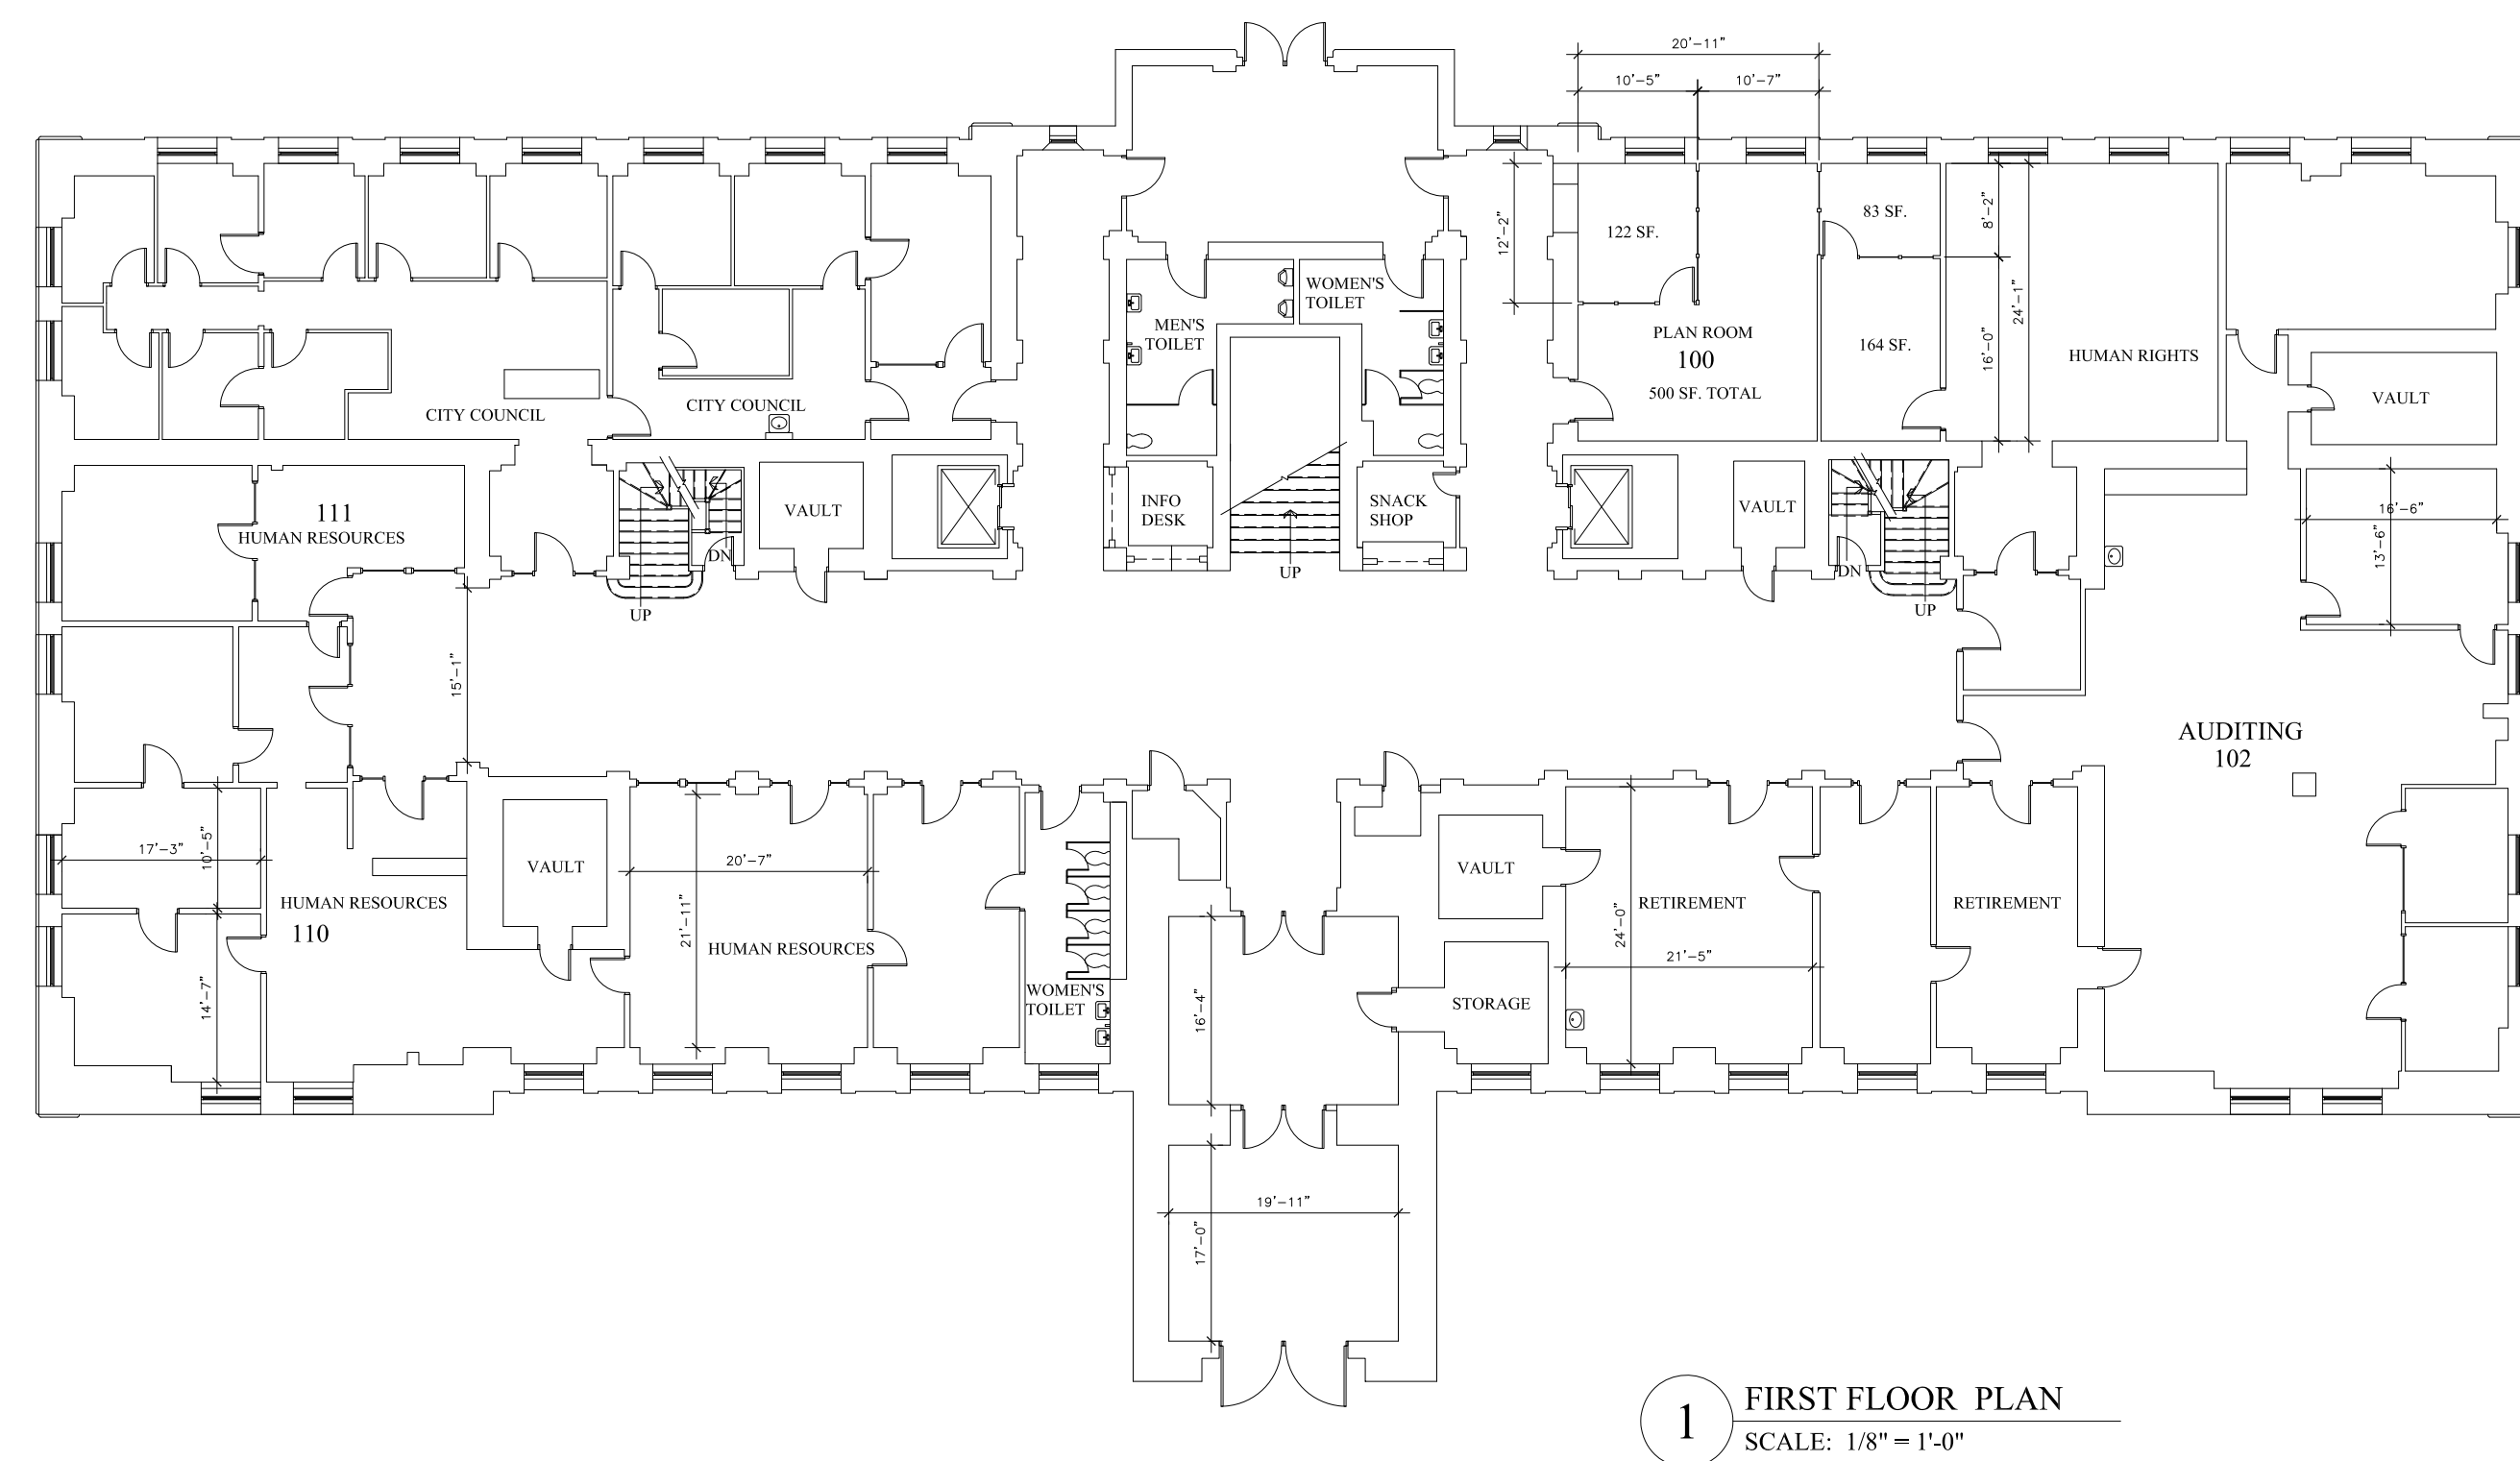 20'-11"
10'-5"
10'-7"
12'-2"
122 SF.
83 SF.
8'-2"
24'-1"
16'-0"
164 SF.
PLAN ROOM
100
500 SF. TOTAL
HUMAN RIGHTS
VAULT
WOMEN'S
TOILET
MEN'S
TOILET
CITY COUNCIL
CITY COUNCIL
111
HUMAN RESOURCES
VAULT
DN
UP
INFO
DESK
UP
SNACK
SHOP
VAULT
DN
UP
16'-6"
13'-6"
15'-1"
AUDITING
102
17'-3"
10'-5"
14'-7"
HUMAN RESOURCES
110
VAULT
20'-7"
21'-11"
HUMAN RESOURCES
WOMEN'S
TOILET
16'-4"
VAULT
STORAGE
RETIREMENT
24'-0"
21'-5"
RETIREMENT
19'-11"
17'-0"
1
FIRST FLOOR PLAN
SCALE: 1/8" = 1'-0"